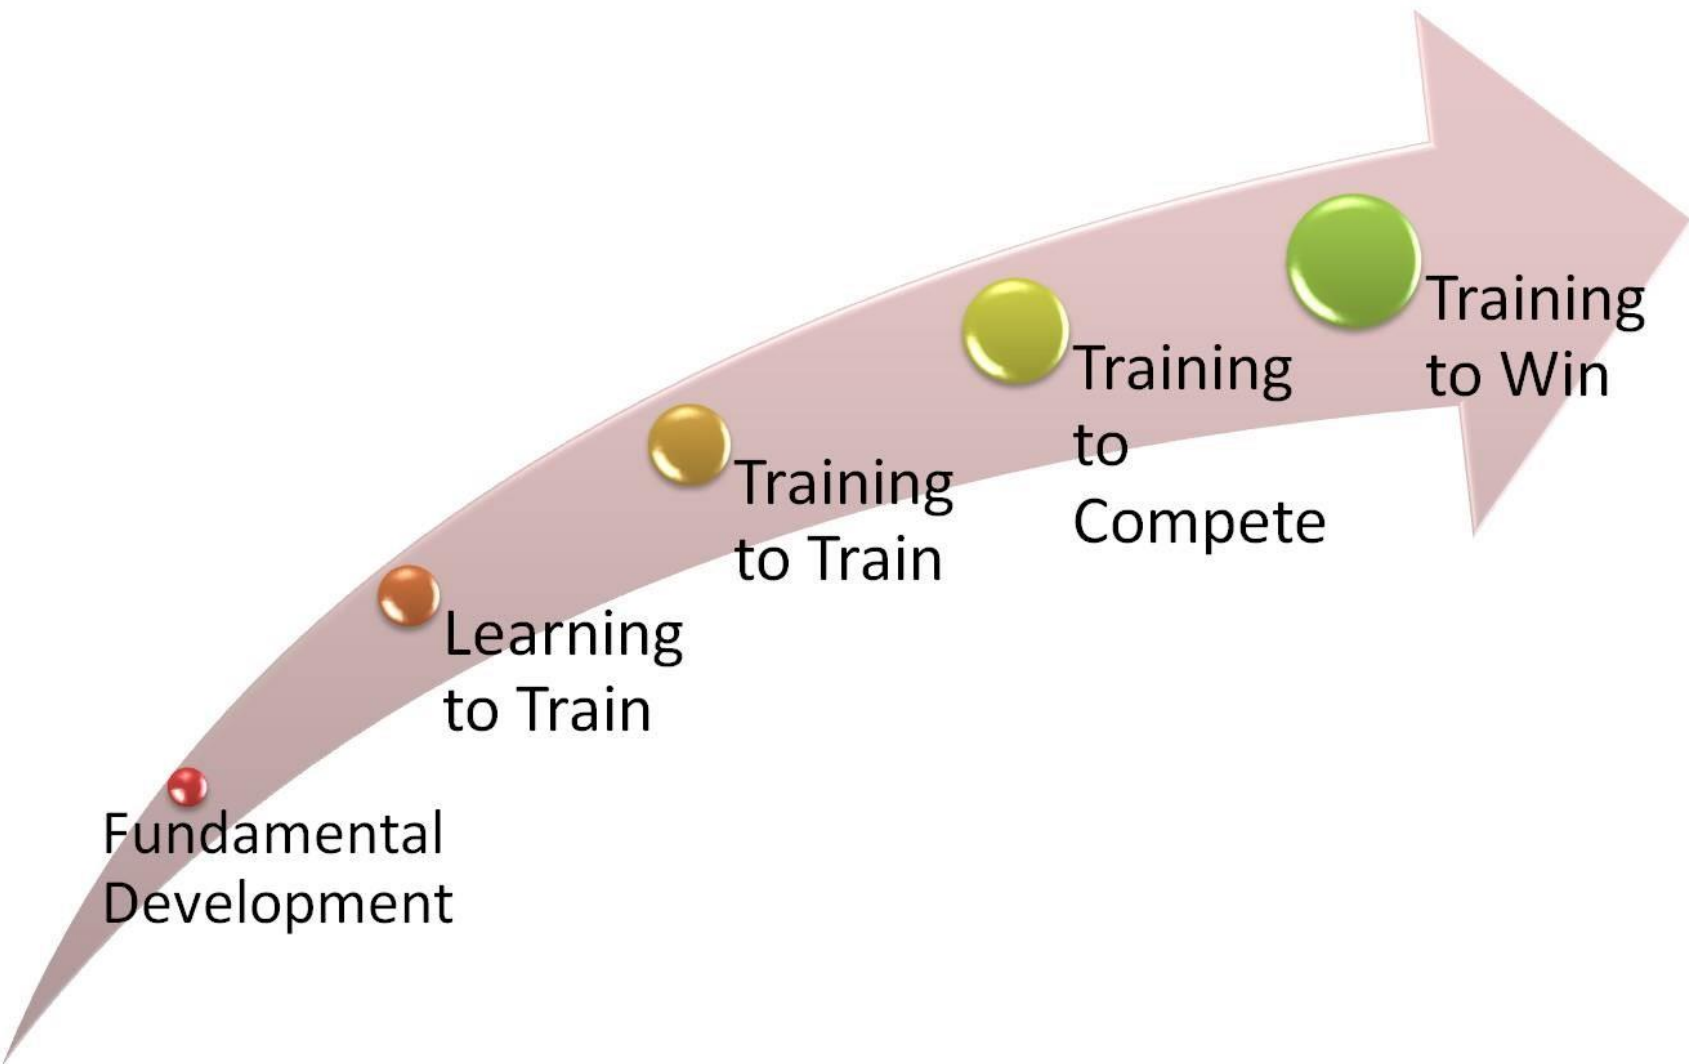 Fundamental
Development
Learning
to Train
Training
to Train
Training
to
Compete
Training
to Win